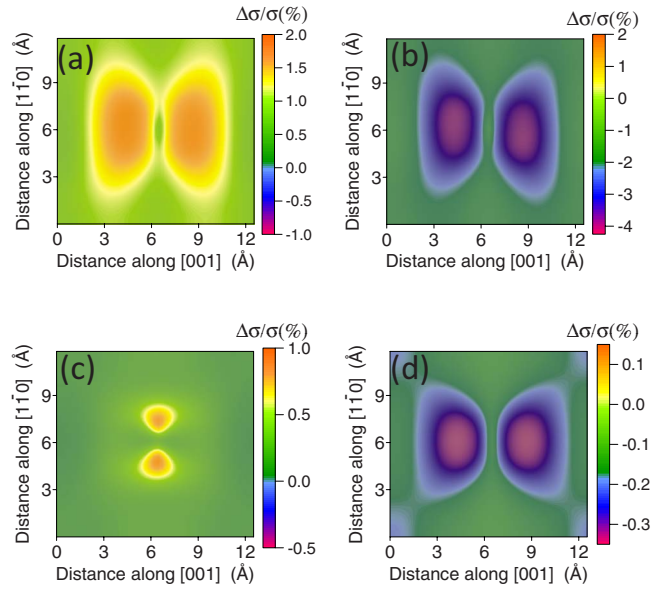 Δσ/σ(%)
Δσ/σ(%)
(a)
(b)
Distance along [11̄0] (Å)
9
6
3
0 3 6 9 12
Distance along [001] (Å)
2.0
1.5
1.0
0.5
0.0
-0.5
-1.0
Distance along [11̄0] (Å)
9
6
3
0 3 6 9 12
Distance along [001] (Å)
2
1
0
-1
-2
-3
-4
Δσ/σ(%)
Δσ/σ(%)
(c)
(d)
Distance along [11̄0] (Å)
9
6
3
0 3 6 9 12
Distance along [001] (Å)
1.0
0.5
0.0
-0.5
Distance along [11̄0] (Å)
9
6
3
0 3 6 9 12
Distance along [001] (Å)
0.1
0.0
-0.1
-0.2
-0.3